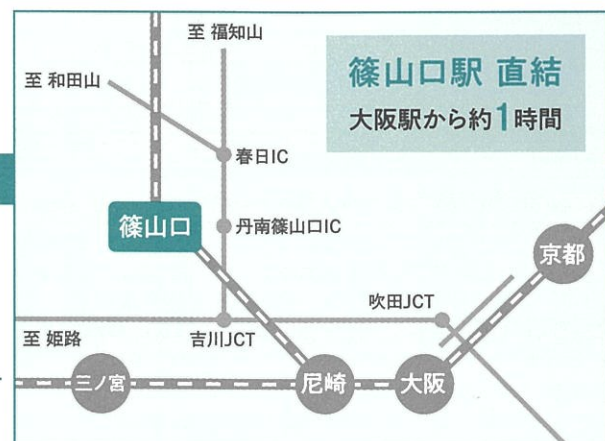 至 福知山
篠山口駅 直結
大阪駅から約1時間
至 和田山
春日IC
篠山口
丹南篠山口IC
京都
吹田JCT
至 姫路
吉川JCT
三ノ宮
尼崎
大阪